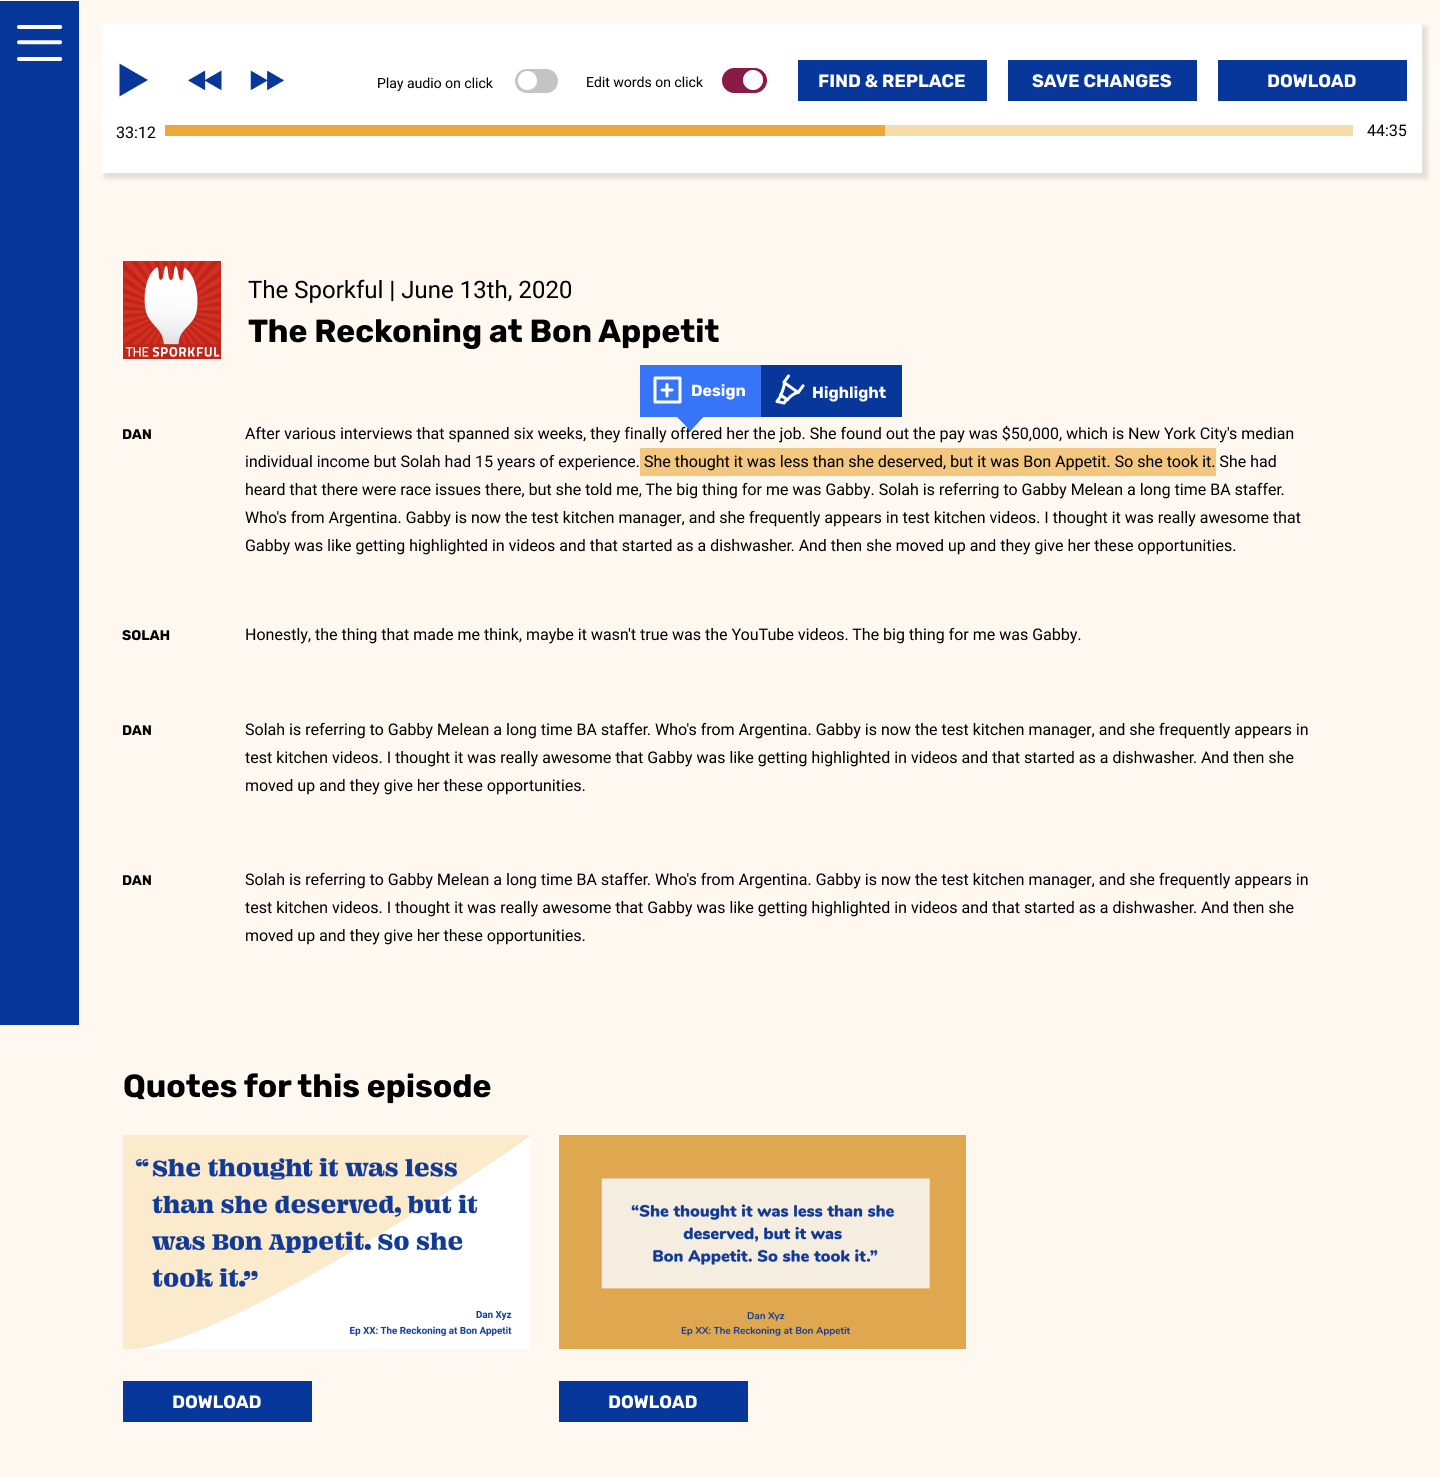 Play audio on click
Edit words on click
FIND & REPLACE
SAVE CHANGES
DOWLOAD
33:12
44:35
THE SPORKFUL
The Sporkful | June 13th, 2020
The Reckoning at Bon Appetit
Design
Highlight
DAN
After various interviews that spanned six weeks, they finally offered her the job. She found out the pay was $50,000, which is New York City's median
individual income but Solah had 15 years of experience. She thought it was less than she deserved, but it was Bon Appetit. So she took it. She had
heard that there were race issues there, but she told me, The big thing for me was Gabby. Solah is referring to Gabby Melean a long time BA staffer.
Who's from Argentina. Gabby is now the test kitchen manager, and she frequently appears in test kitchen videos. I thought it was really awesome that
Gabby was like getting highlighted in videos and that started as a dishwasher. And then she moved up and they give her these opportunities.
SOLAH
Honestly, the thing that made me think, maybe it wasn't true was the YouTube videos. The big thing for me was Gabby.
DAN
Solah is referring to Gabby Melean a long time BA staffer. Who's from Argentina. Gabby is now the test kitchen manager, and she frequently appears in
test kitchen videos. I thought it was really awesome that Gabby was like getting highlighted in videos and that started as a dishwasher. And then she
moved up and they give her these opportunities.
DAN
Solah is referring to Gabby Melean a long time BA staffer. Who's from Argentina. Gabby is now the test kitchen manager, and she frequently appears in
test kitchen videos. I thought it was really awesome that Gabby was like getting highlighted in videos and that started as a dishwasher. And then she
moved up and they give her these opportunities.
Quotes for this episode
“She thought it was less
than she deserved, but it
was Bon Appetit. So she
took it.”
Dan Xyz
Ep XX: The Reckoning at Bon Appetit
“She thought it was less than she
deserved, but it was
Bon Appetit. So she took it.”
Dan Xyz
Ep XX: The Reckoning at Bon Appetit
DOWLOAD
DOWLOAD